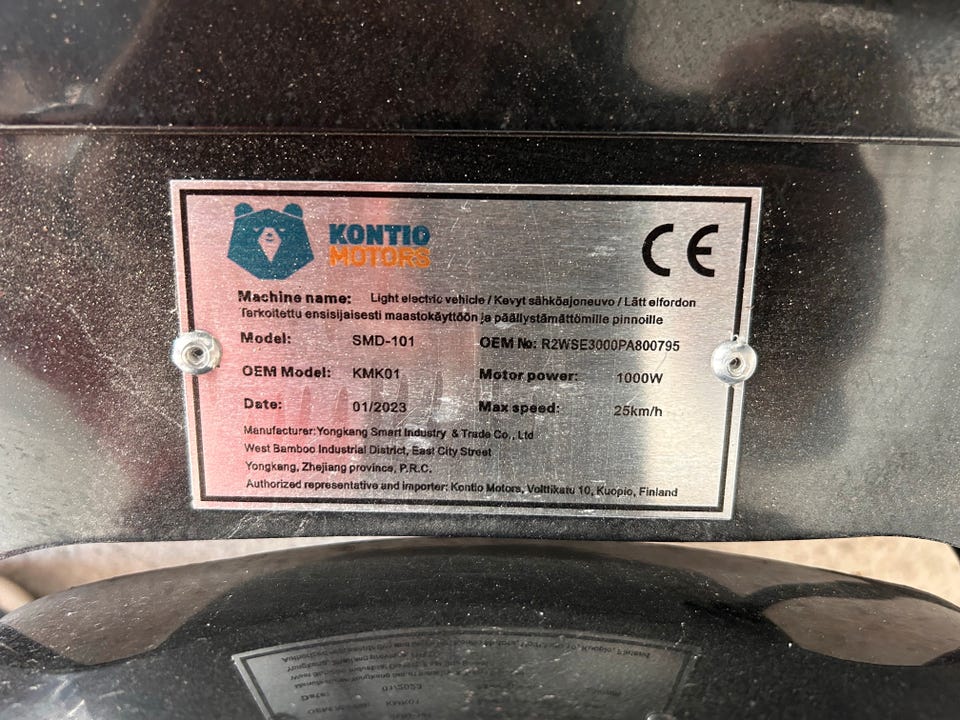 KONTIO
MOTORS
CE
Machine name: Light electric vehicle / Kevyt sähköajoneuvo / Lätt elfordon
Tarkoitettu ensisijaisesti maastokäyttöön ja päällystämättömille pinnoille
Model: SMD-101 OEM №: R2WSE3000PA800795
OEM Model: KMK01 Motor power: 1000W
Date: 01/2023 Max speed: 25km/h
Manufacturer:Yongkang Smart Industry & Trade Co., Ltd
West Bamboo Industrial District, East City Street
Yongkang, Zhejiang province, P.R.C.
Authorized representative and importer: Kontio Motors, Volttikatu 10, Kuopio, Finland